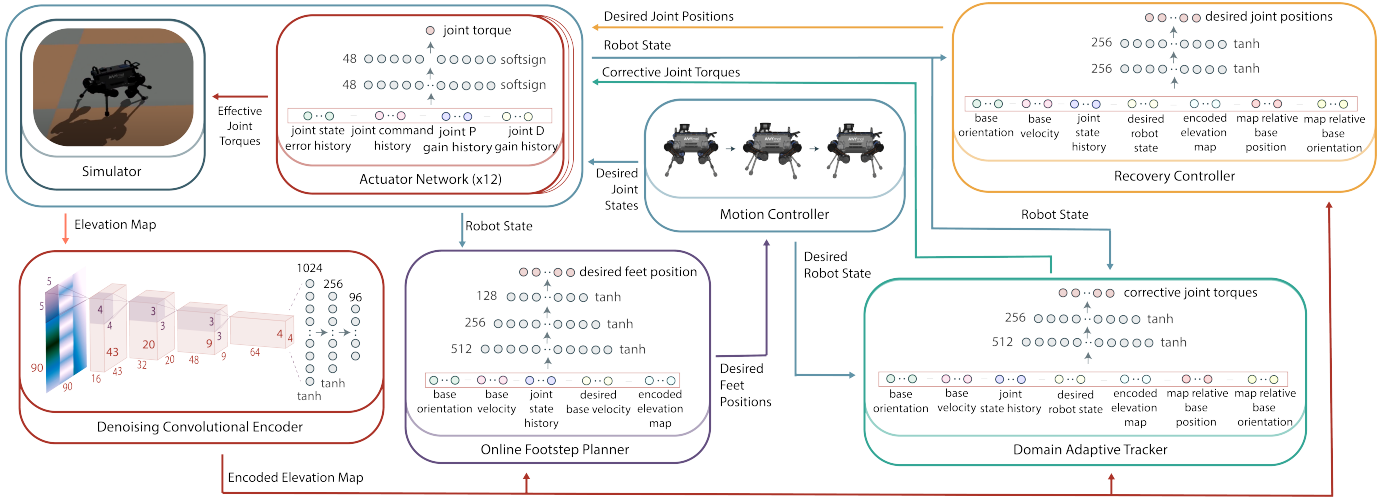 Desired Joint Positions
Robot State
Corrective Joint Torques
joint torque
48
softsign
48
softsign
joint state
error history
joint command
history
joint P
gain history
joint D
gain history
Actuator Network (x12)
Effective
Joint
Torques
Simulator
Desired
Joint
States
Motion Controller
desired joint positions
256
tanh
256
tanh
base
orientation
base
velocity
joint
state
history
desired
robot
state
encoded
elevation
map
map relative
base
position
map relative
base
orientation
Recovery Controller
Elevation Map
Robot State
Robot State
Desired
Robot State
5
5
90
90
4
4
43
16
43
3
3
20
32
20
3
3
9
48
9
4
4
64
1024
256
96
tanh
tanh
Denoising Convolutional Encoder
desired feet position
128
tanh
256
tanh
512
tanh
base
orientation
base
velocity
joint
state
history
desired
base velocity
encoded
elevation
map
Online Footstep Planner
Desired
Feet
Positions
corrective joint torques
256
tanh
512
tanh
base
orientation
base
velocity
joint
state history
desired
robot state
encoded
elevation
map
map relative
base
position
map relative
base
orientation
Domain Adaptive Tracker
Encoded Elevation Map